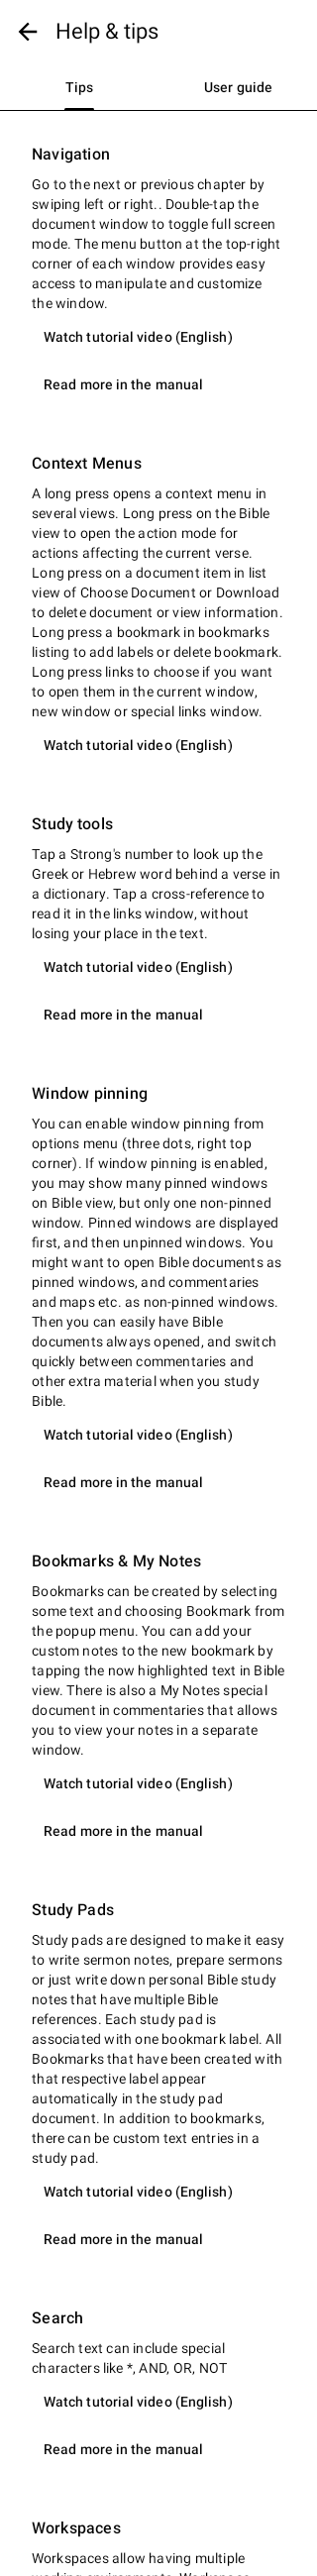 Help & tips
Tips
User guide
Navigation
Go to the next or previous chapter by
swiping left or right.. Double-tap the
document window to toggle full screen
mode. The menu button at the top-right
corner of each window provides easy
access to manipulate and customize
the window.
Watch tutorial video (English)
Read more in the manual
Context Menus
A long press opens a context menu in
several views. Long press on the Bible
view to open the action mode for
actions affecting the current verse.
Long press on a document item in list
view of Choose Document or Download
to delete document or view information.
Long press a bookmark in bookmarks
listing to add labels or delete bookmark.
Long press links to choose if you want
to open them in the current window,
new window or special links window.
Watch tutorial video (English)
Study tools
Tap a Strong's number to look up the
Greek or Hebrew word behind a verse in
a dictionary. Tap a cross-reference to
read it in the links window, without
losing your place in the text.
Watch tutorial video (English)
Read more in the manual
Window pinning
You can enable window pinning from
options menu (three dots, right top
corner). If window pinning is enabled,
you may show many pinned windows
on Bible view, but only one non-pinned
window. Pinned windows are displayed
first, and then unpinned windows. You
might want to open Bible documents as
pinned windows, and commentaries
and maps etc. as non-pinned windows.
Then you can easily have Bible
documents always opened, and switch
quickly between commentaries and
other extra material when you study
Bible.
Watch tutorial video (English)
Read more in the manual
Bookmarks & My Notes
Bookmarks can be created by selecting
some text and choosing Bookmark from
the popup menu. You can add your
custom notes to the new bookmark by
tapping the now highlighted text in Bible
view. There is also a My Notes special
document in commentaries that allows
you to view your notes in a separate
window.
Watch tutorial video (English)
Read more in the manual
Study Pads
Study pads are designed to make it easy
to write sermon notes, prepare sermons
or just write down personal Bible study
notes that have multiple Bible
references. Each study pad is
associated with one bookmark label. All
Bookmarks that have been created with
that respective label appear
automatically in the study pad
document. In addition to bookmarks,
there can be custom text entries in a
study pad.
Watch tutorial video (English)
Read more in the manual
Search
Search text can include special
characters like *, AND, OR, NOT
Watch tutorial video (English)
Read more in the manual
Workspaces
Workspaces allow having multiple